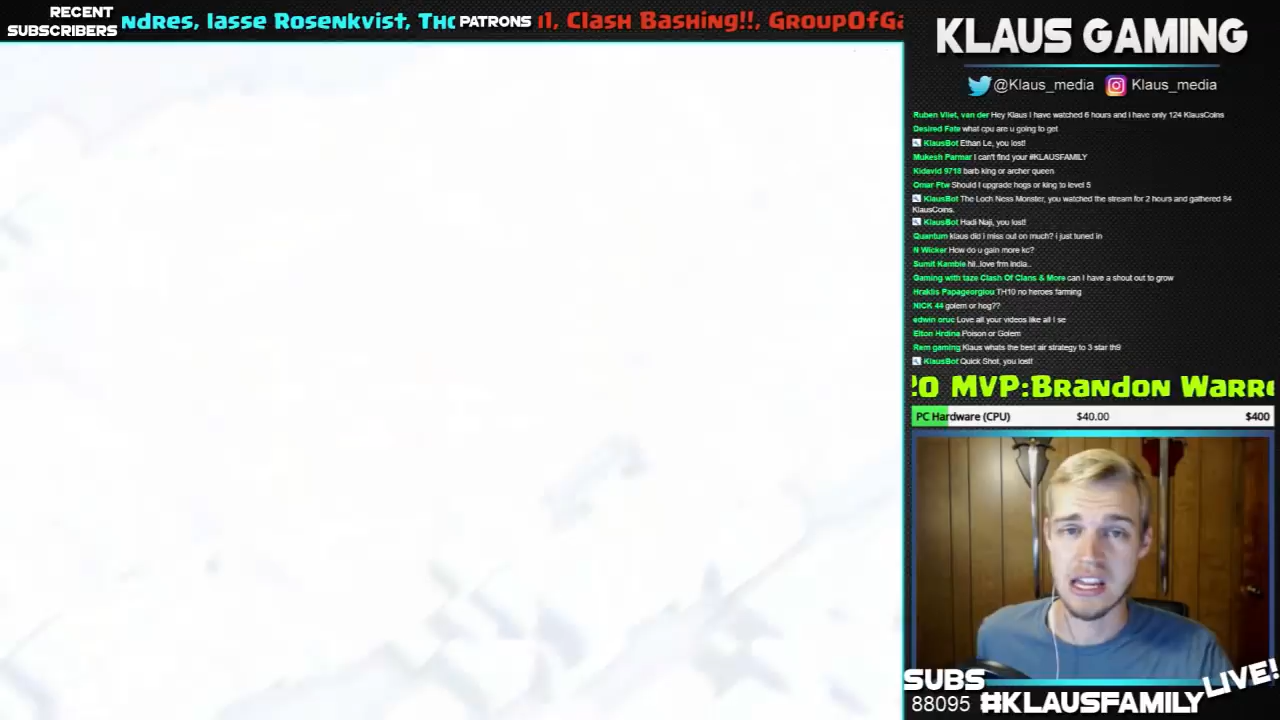 RECENT
SUBSCRIBERS
ndres, lasse Rosenkvist, Tho
PATRONS
Clash Bashing!!, GroupOfGa
KLAUS GAMING
@Klaus_media Klaus_media
Ruben Vliet, van der Hey Klaus I have watched 6 hours and i have only 124 KlausCoins
Desired Fate what cpu are u going to get
KlausBot Ethan Le, you lost!
Mukesh Parmar I can't find your #KLAUSFAMILY
Kidavid 9718 barb king or archer queen
Omar Ftw Should I upgrade hogs or king to level 5
KlausBot The Loch Ness Monster, you watched the stream for 2 hours and gathered 84
KlausCoins.
KlausBot Hadi Naji, you lost!
Quantum klaus did i miss out on much? i just tuned in
N Wicker How do u gain more kc?
Sumit Kamble hii..love frm india..
Gaming with taze Clash Of Clans & More can I have a shout out to grow
Hraklis Papageorgiou TH10 no heroes farming
NICK 44 golem or hog??
edwin oruc Love all your videos like all i se
Elton Hrdina Poison or Golem
Rem gaming Klaus whats the best air strategy to 3 star th9
KlausBot Quick Shot, you lost!
20 MVP:Brandon Warre
PC Hardware (CPU) $40.00 $400
SUBS
88095 #KLAUSFAMILY LIVE!